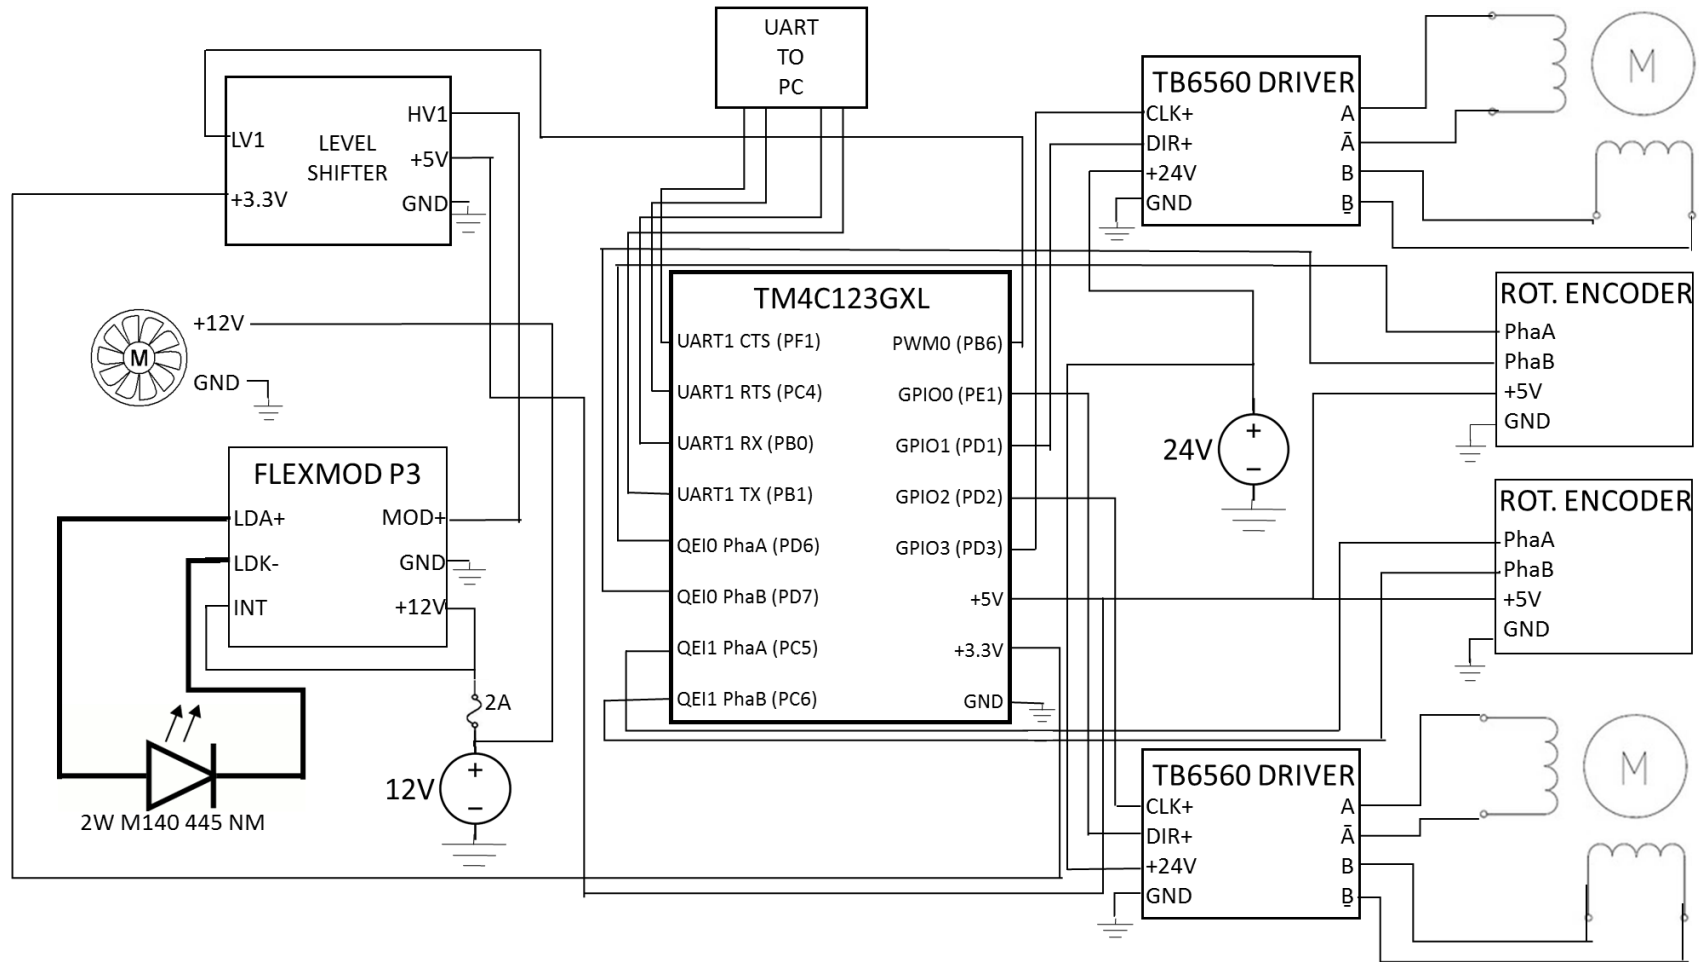 UART
TO
PC
LV1
+3.3V
LEVEL
SHIFTER
HV1
+5V
GND
TB6560 DRIVER
CLK+
DIR+
+24V
GND
A
Ā
B
B̲
M
ROT. ENCODER
PhaA
PhaB
+5V
GND
TM4C123GXL
UART1 CTS (PF1)
UART1 RTS (PC4)
UART1 RX (PB0)
UART1 TX (PB1)
QEI0 PhaA (PD6)
QEI0 PhaB (PD7)
QEI1 PhaA (PC5)
QEI1 PhaB (PC6)
PWM0 (PB6)
GPIO0 (PE1)
GPIO1 (PD1)
GPIO2 (PD2)
GPIO3 (PD3)
+5V
+3.3V
GND
M
+12V
GND
24V
+
−
FLEXMOD P3
LDA+
LDK-
INT
MOD+
GND
+12V
2A
12V
+
−
2W M140 445 NM
ROT. ENCODER
PhaA
PhaB
+5V
GND
TB6560 DRIVER
CLK+
DIR+
+24V
GND
A
Ā
B
B̲
M